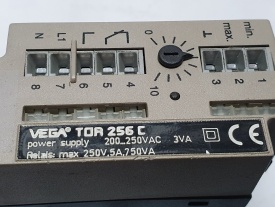 N L1
8 7 6 5 4
0
10
max. min.
3 2 1
VEGA® TOR 256 C
power supply 200...250VAC 3VA
Relais: max 250V,5A,750VA
CE